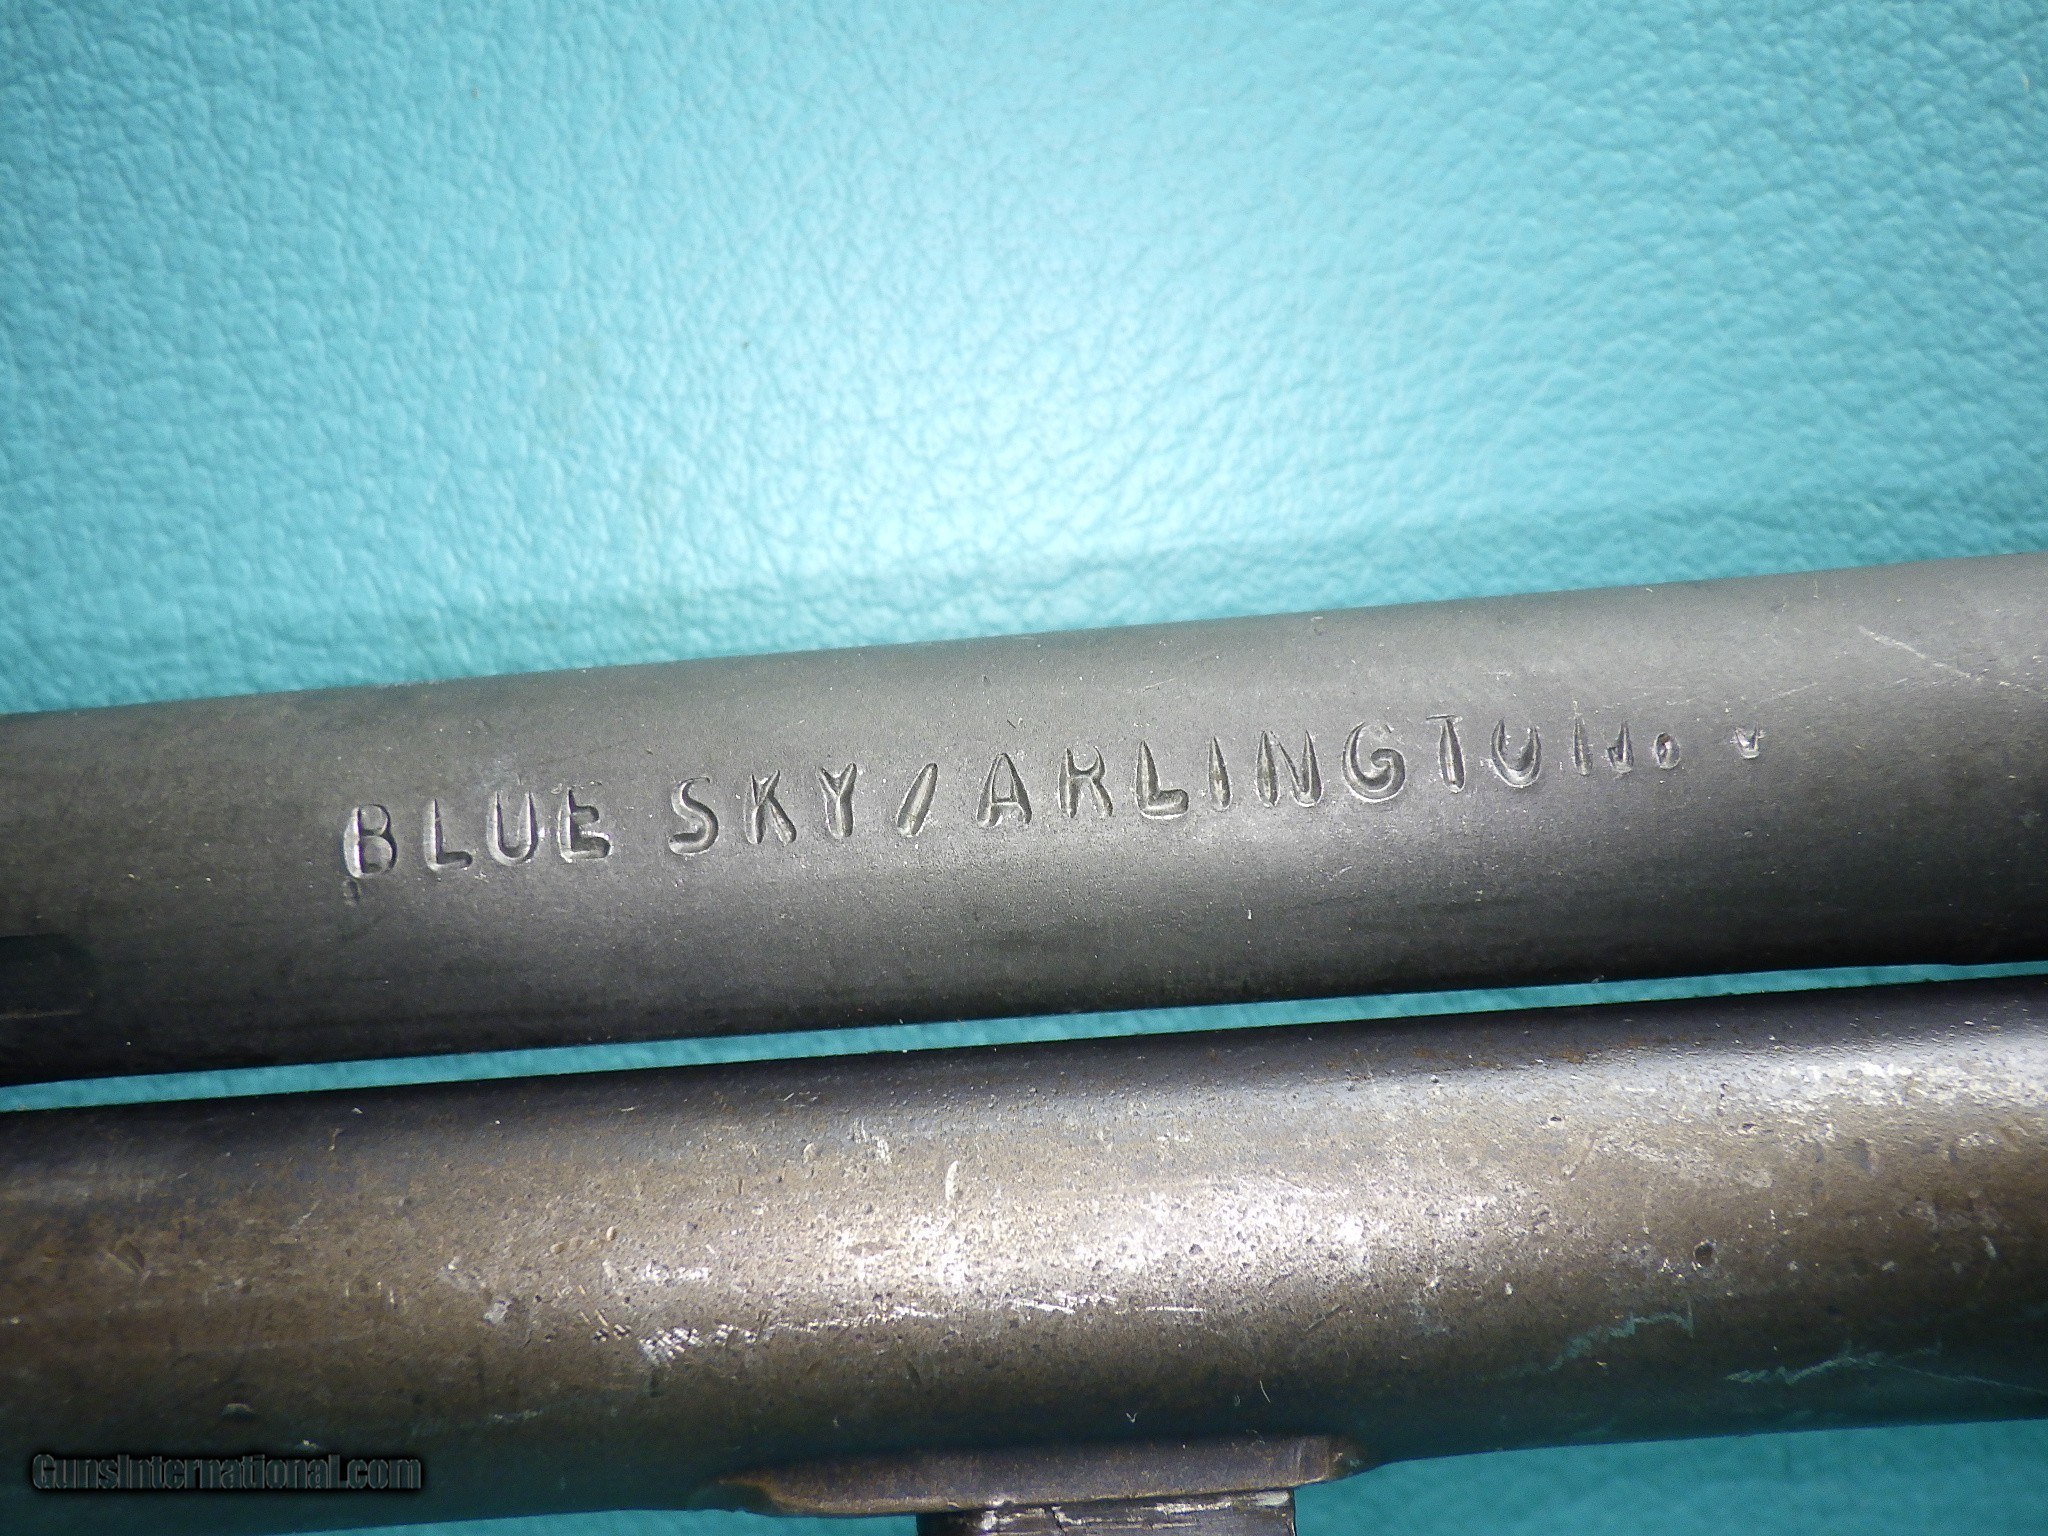 BLUE SKY/ARLINGTON. V
GunsInternational.com